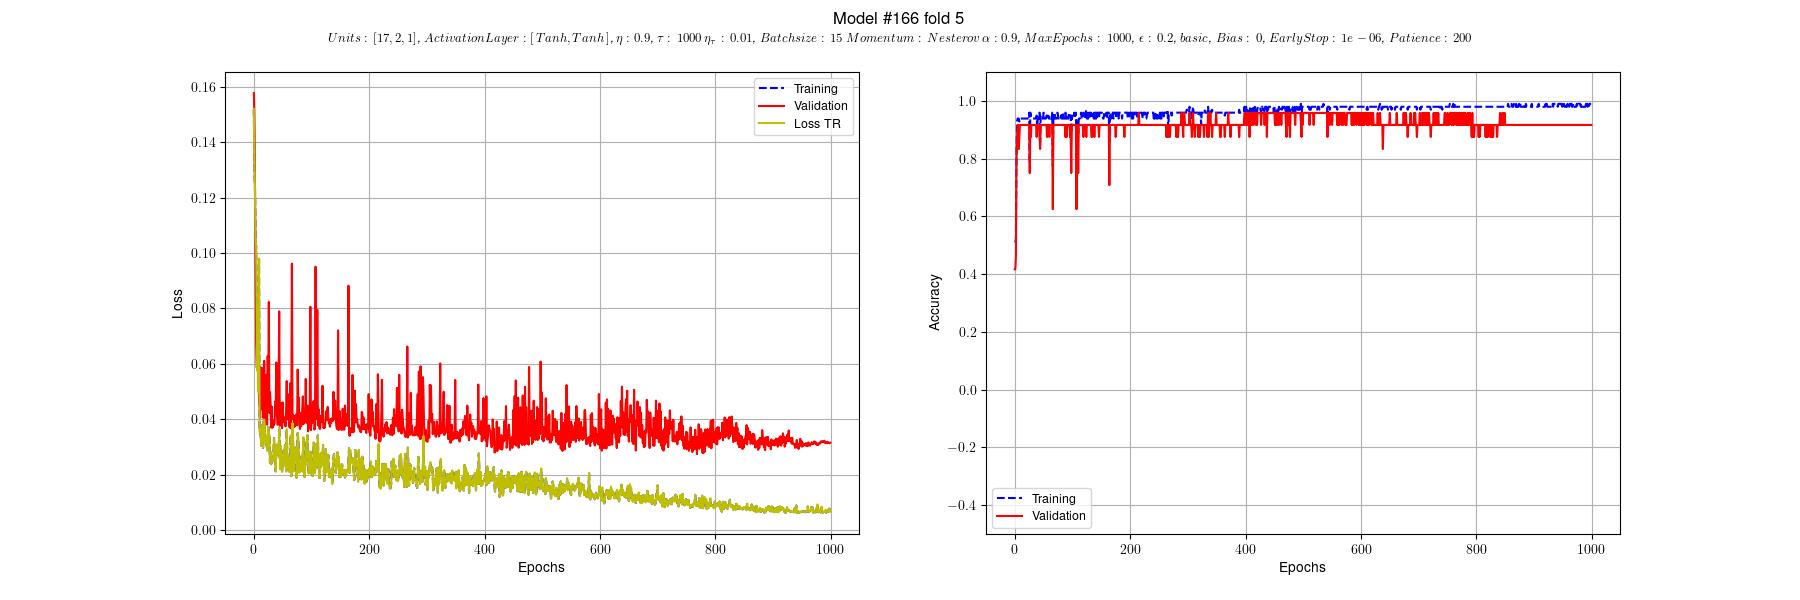 Model #166 fold 5
Units : [17, 2, 1], ActivationLayer : [Tanh, Tanh], η : 0.9, τ : 1000 ητ : 0.01, Batchsize : 15 Momentum : Nesterov α : 0.9, MaxEpochs : 1000, ϵ : 0.2, basic, Bias : 0, EarlyStop : 1e − 06, Patience : 200
0.16
0.14
0.12
0.10
0.08
0.06
0.04
0.02
0.00
Loss
0 200 400 600 800 1000
Epochs
Training
Validation
Loss TR
1.0
0.8
0.6
0.4
0.2
0.0
−0.2
−0.4
Accuracy
0 200 400 600 800 1000
Epochs
Training
Validation